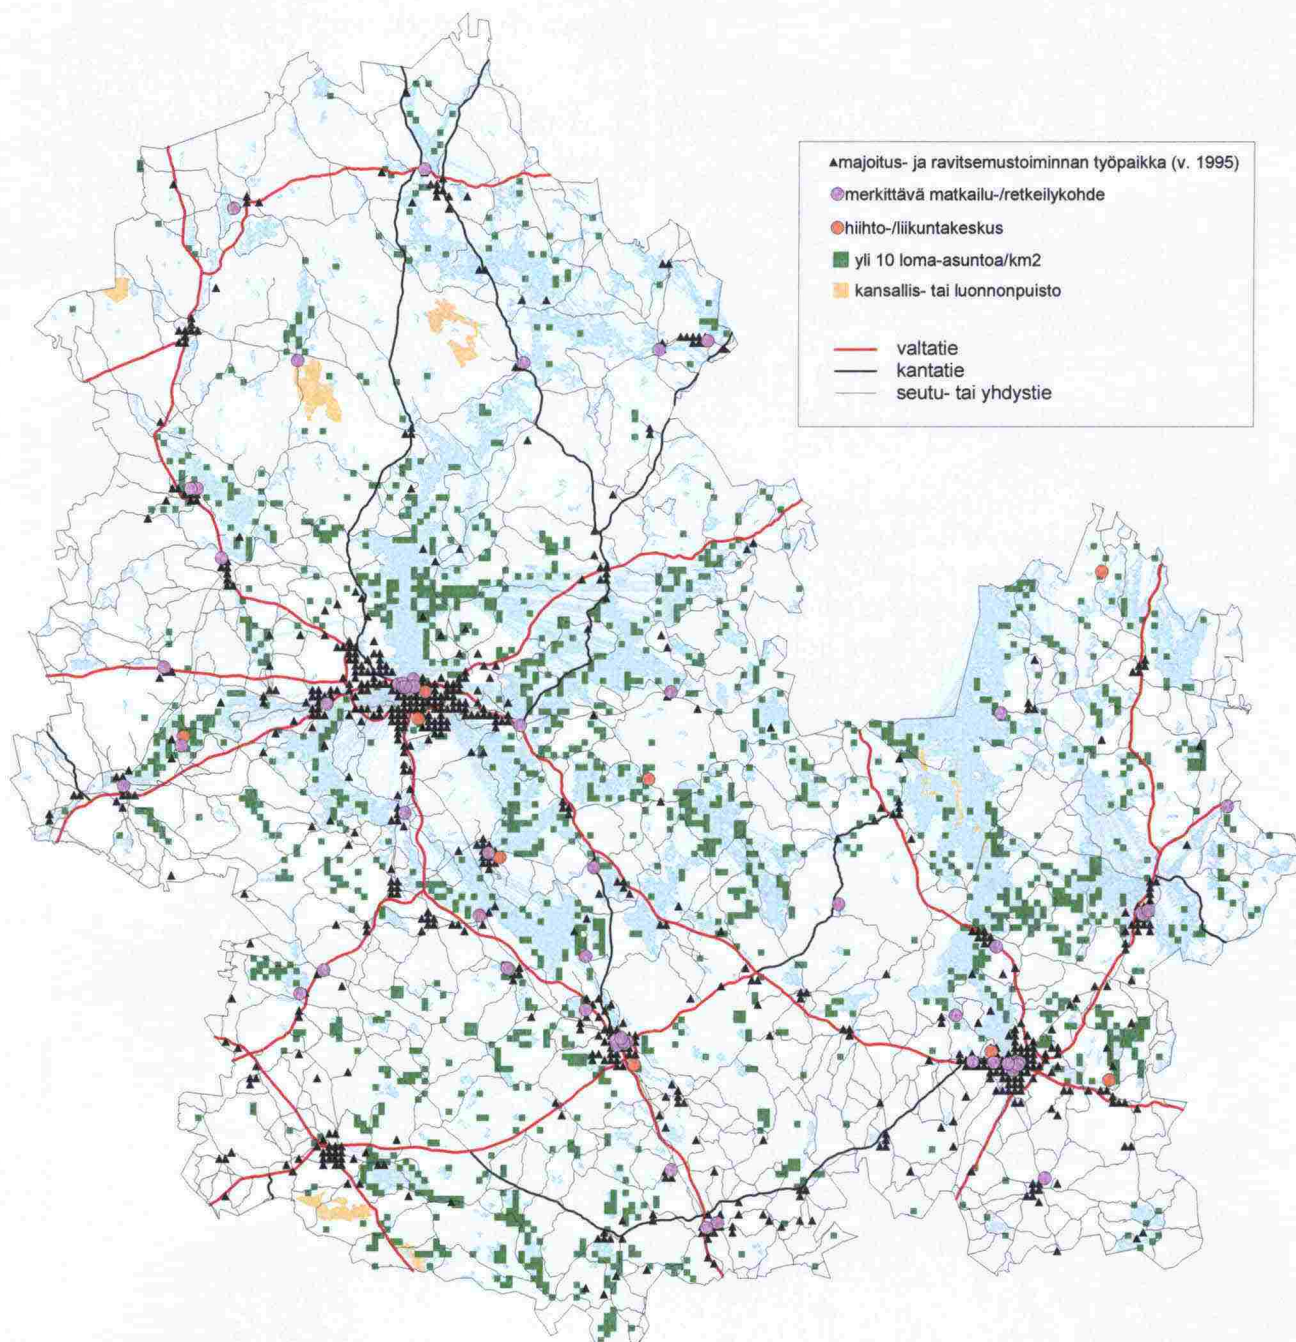 majoitus- ja ravitsemustoiminnan työpaikka (v. 1995)
merkittävä matkailu-/retkeilykohde
hiihto-/liikuntakeskus
yli 10 loma-asuntoa/km2
kansallis- tai luonnonpuisto
valtatie
kantatie
seutu- tai yhdystie